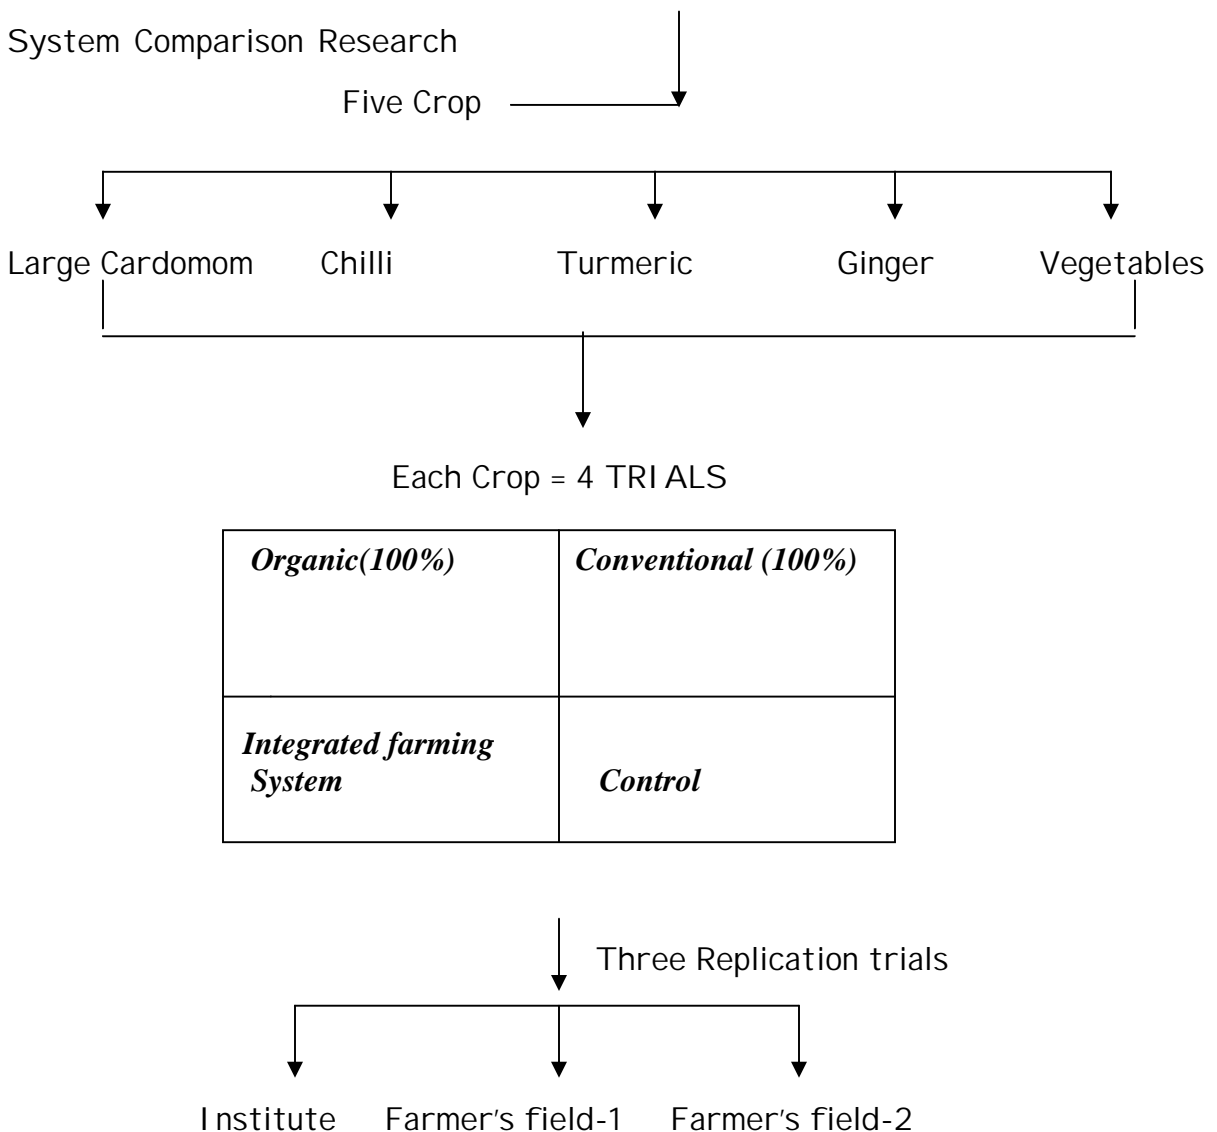 System Comparison Research
Five Crop
Large Cardomom Chilli Turmeric Ginger Vegetables
Each Crop = 4 TRIALS
Organic(100%) Conventional (100%)
Integrated farming
System Control
Three Replication trials
Institute Farmer's field-1 Farmer's field-2